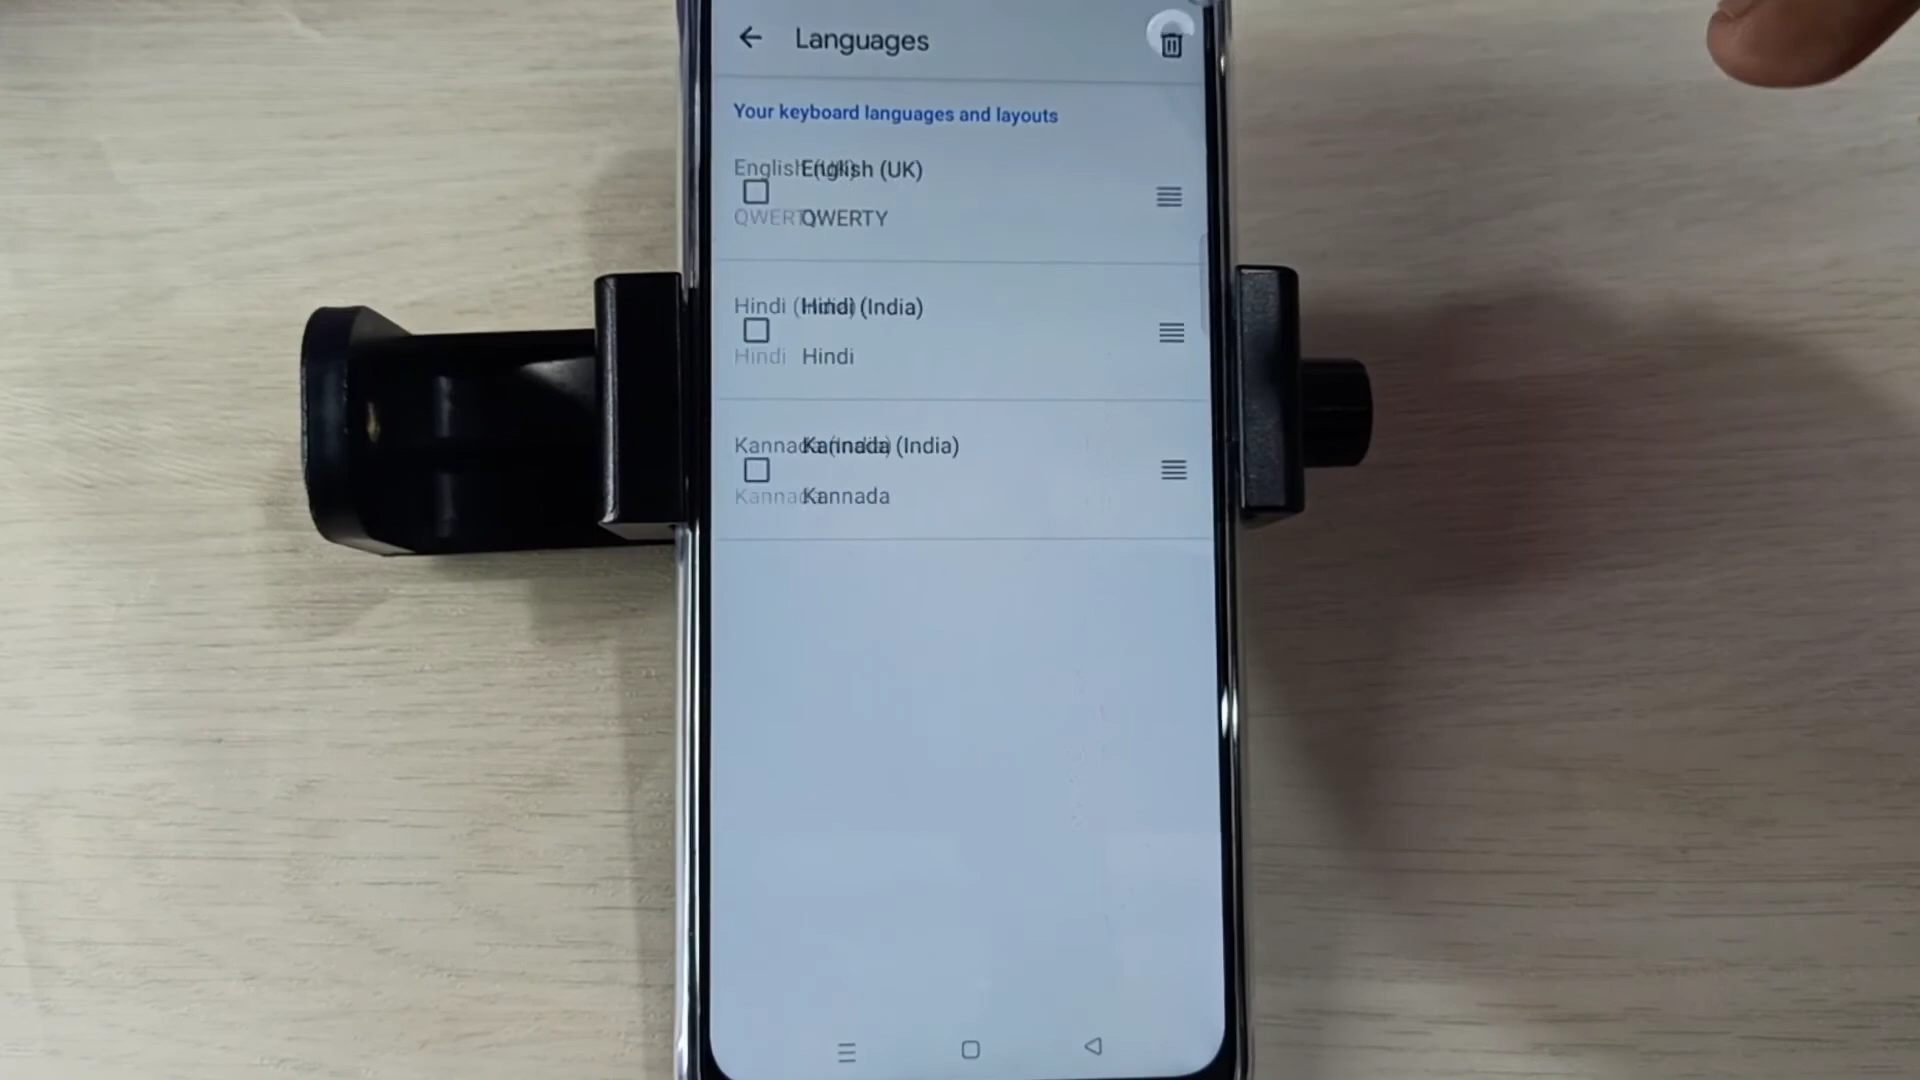 Languages
Your keyboard languages and layouts
English (UK)
QWERTY
Hindi (India)
Hindi
Kannada (India)
Kannada